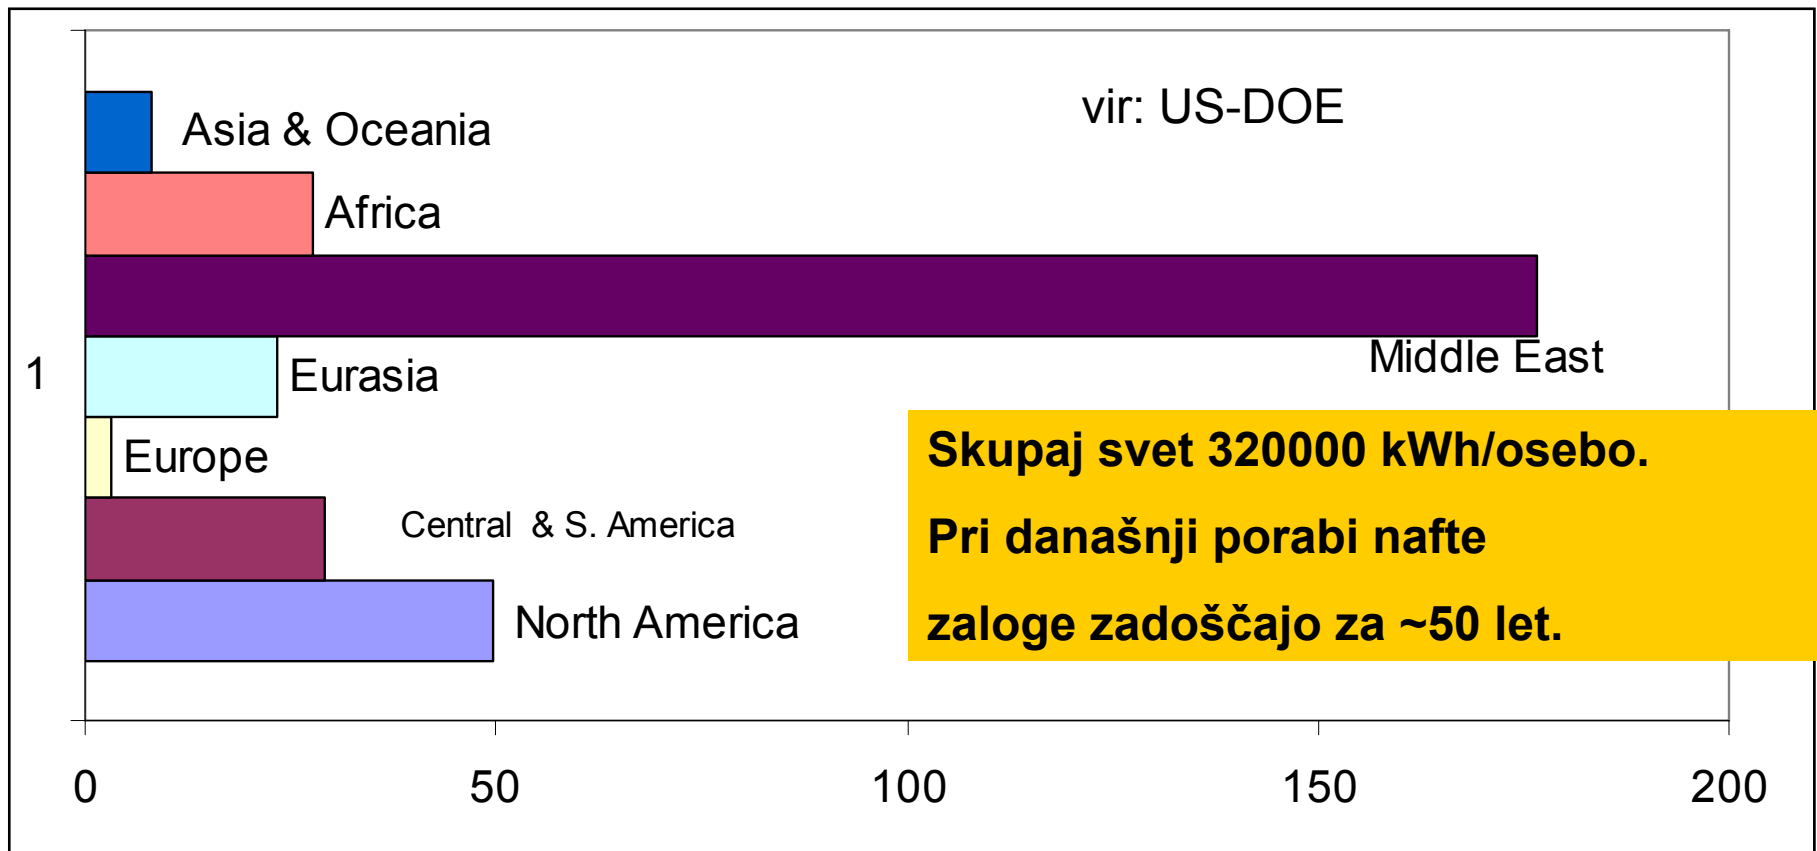 vir: US-DOE
Asia & Oceania
Africa
Middle East
1
Eurasia
Europe
Central & S. America
North America
Skupaj svet 320000 kWh/osebo.
Pri današnji porabi nafte
zaloge zadoščajo za ~50 let.
0 50 100 150 200